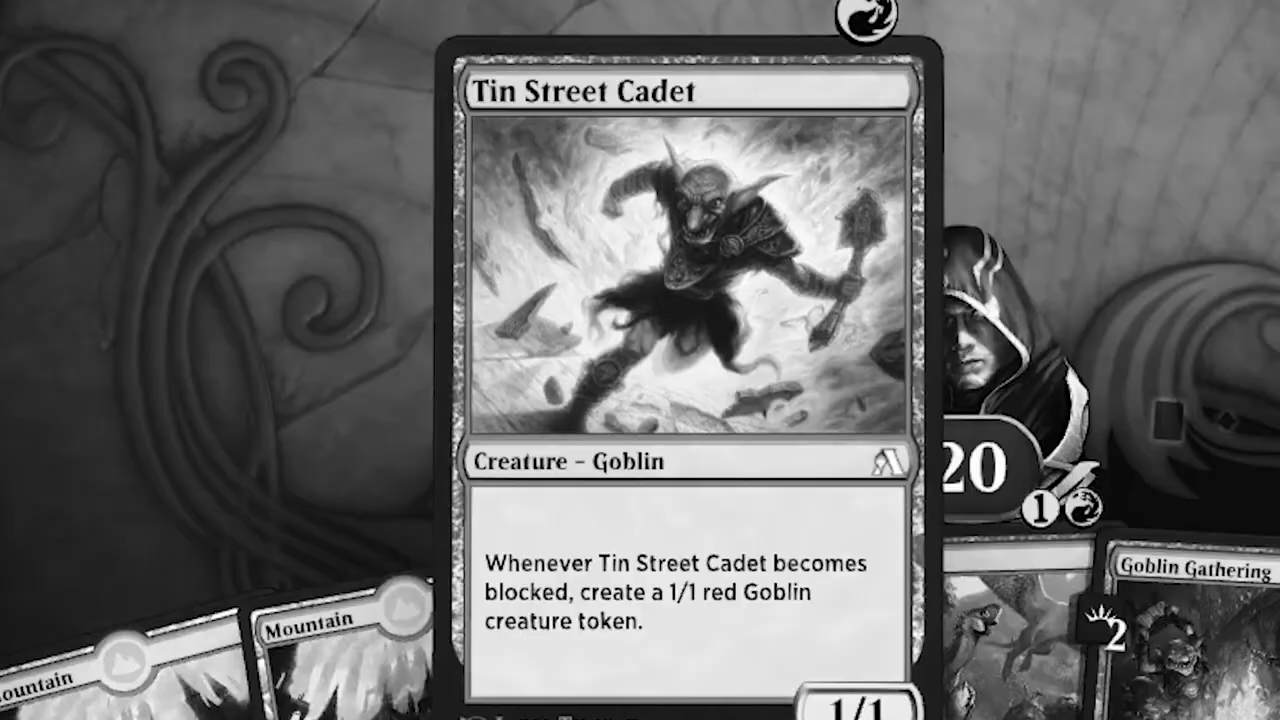 Tin Street Cadet
Creature – Goblin
Whenever Tin Street Cadet becomes
blocked, create a 1/1 red Goblin
creature token.
1/1
20
1
Goblin Gathering
2
Mountain
ountain